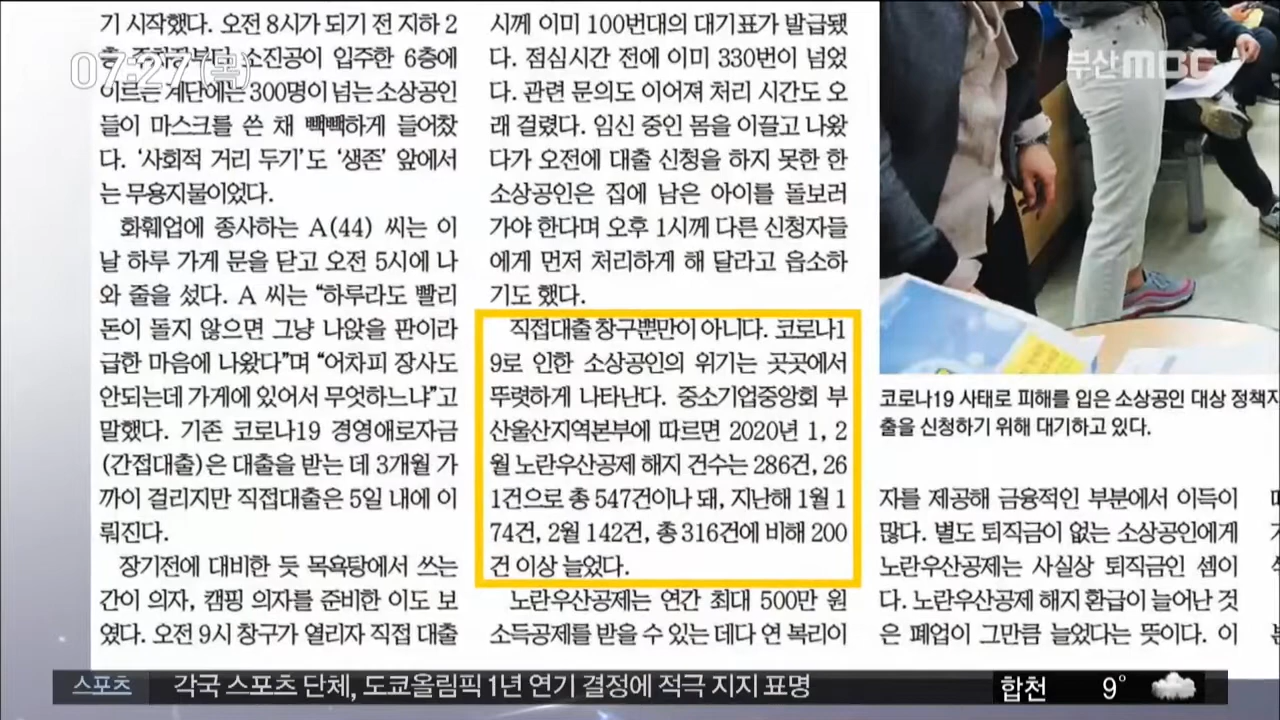 07:27 (목)
부산MBC
기 시작했다. 오전 8시가 되기 전 지하 2
소진공이 입주한 6층에
이르는 계단에는 300명이 넘는 소상공인
들이 마스크를 쓴 채 빽빽하게 들어찼
다. ‘사회적 거리 두기’도 ‘생존’ 앞에서
는 무용지물이었다.
화훼업에 종사하는 A(44) 씨는 이
날 하루 가게 문을 닫고 오전 5시에 나
와 줄을 섰다. A 씨는 “하루라도 빨리
돈이 돌지 않으면 그냥 나앉을 판이라
급한 마음에 나왔다”며 “어차피 장사도
안되는데 가게에 있어서 무엇하느냐”고
말했다. 기존 코로나19 경영애로자금
(간접대출)은 대출을 받는 데 3개월 가
까이 걸리지만 직접대출은 5일 내에 이
뤄진다.
장기전에 대비한 듯 목욕탕에서 쓰는
간이 의자, 캠핑 의자를 준비한 이도 보
였다. 오전 9시 창구가 열리자 직접 대출
시께 이미 100번대의 대기표가 발급됐
다. 점심시간 전에 이미 330번이 넘었
다. 관련 문의도 이어져 처리 시간도 오
래 걸렸다. 임신 중인 몸을 이끌고 나왔
다가 오전에 대출 신청을 하지 못한 한
소상공인은 집에 남은 아이를 돌보러
가야 한다며 오후 1시께 다른 신청자들
에게 먼저 처리하게 해 달라고 읍소하
기도 했다.
직접대출 창구뿐만이 아니다. 코로나1
9로 인한 소상공인의 위기는 곳곳에서
뚜렷하게 나타난다. 중소기업중앙회 부
산울산지역본부에 따르면 2020년 1, 2
월 노란우산공제 해지 건수는 286건, 26
1건으로 총 547건이나 돼, 지난해 1월 1
74건, 2월 142건, 총 316건에 비해 200
건 이상 늘었다.
노란우산공제는 연간 최대 500만 원
소득공제를 받을 수 있는 데다 연 복리이
코로나19 사태로 피해를 입은 소상공인 대상 정책자
출을 신청하기 위해 대기하고 있다.
자를 제공해 금융적인 부분에서 이득이
많다. 별도 퇴직금이 없는 소상공인에게
노란우산공제는 사실상 퇴직금인 셈이
다. 노란우산공제 해지 환급이 늘어난 것
은 폐업이 그만큼 늘었다는 뜻이다. 이
스포츠 각국 스포츠 단체, 도쿄올림픽 1년 연기 결정에 적극 지지 표명
합천 9°